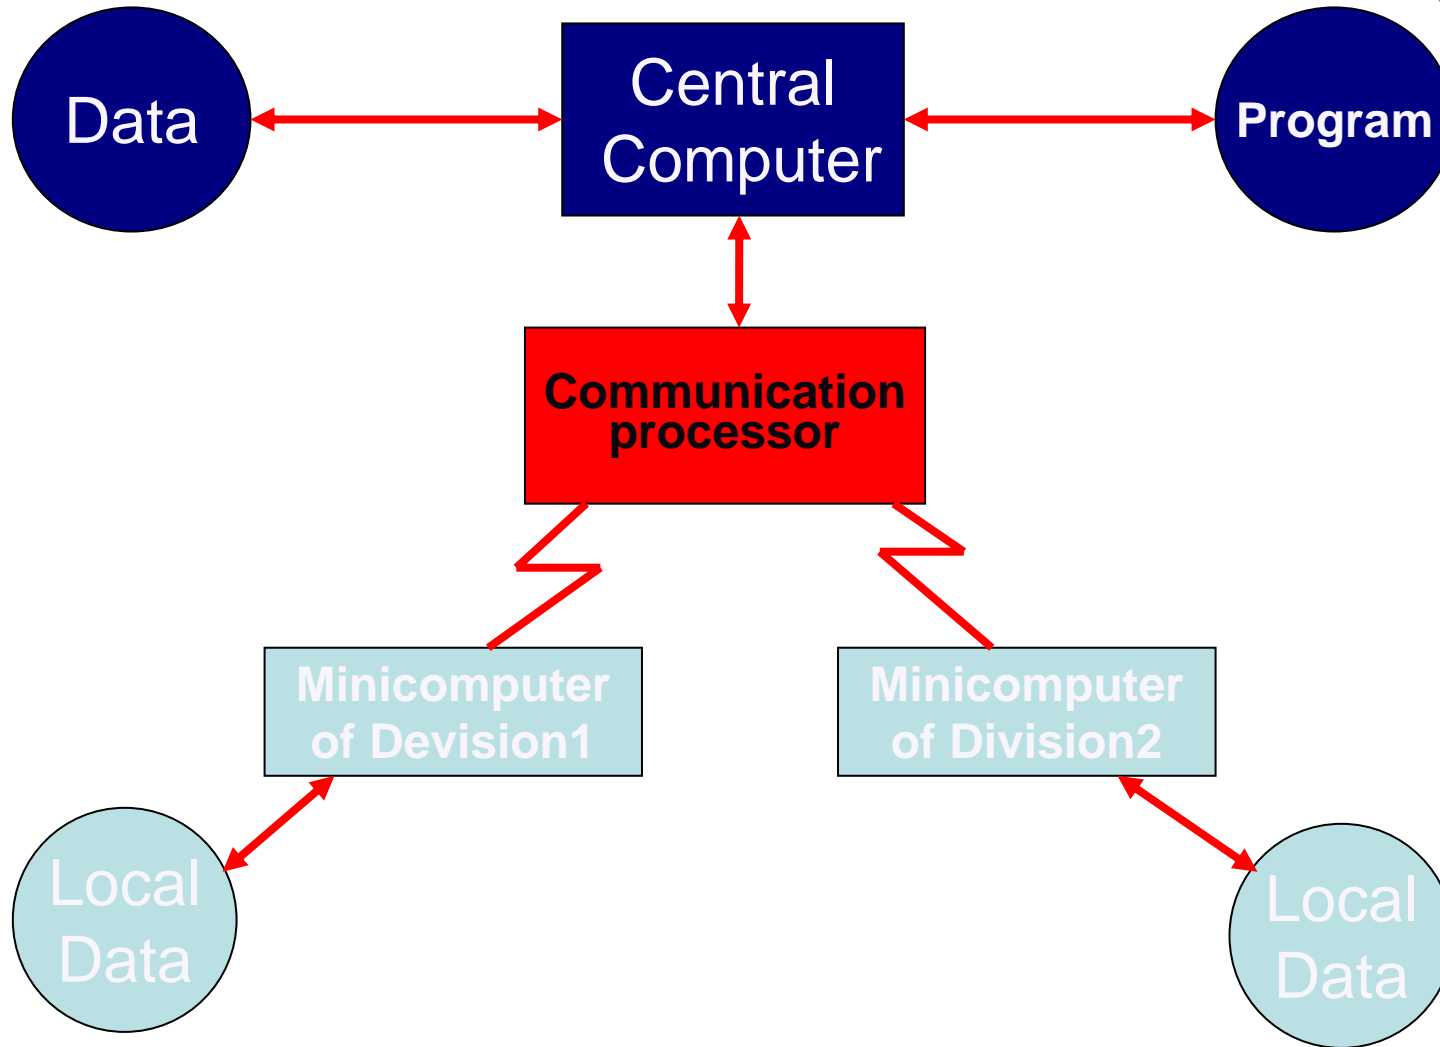 Data
Central
Computer
Program
Communication
processor
Minicomputer
of Devision1
Minicomputer
of Division2
Local
Data
Local
Data